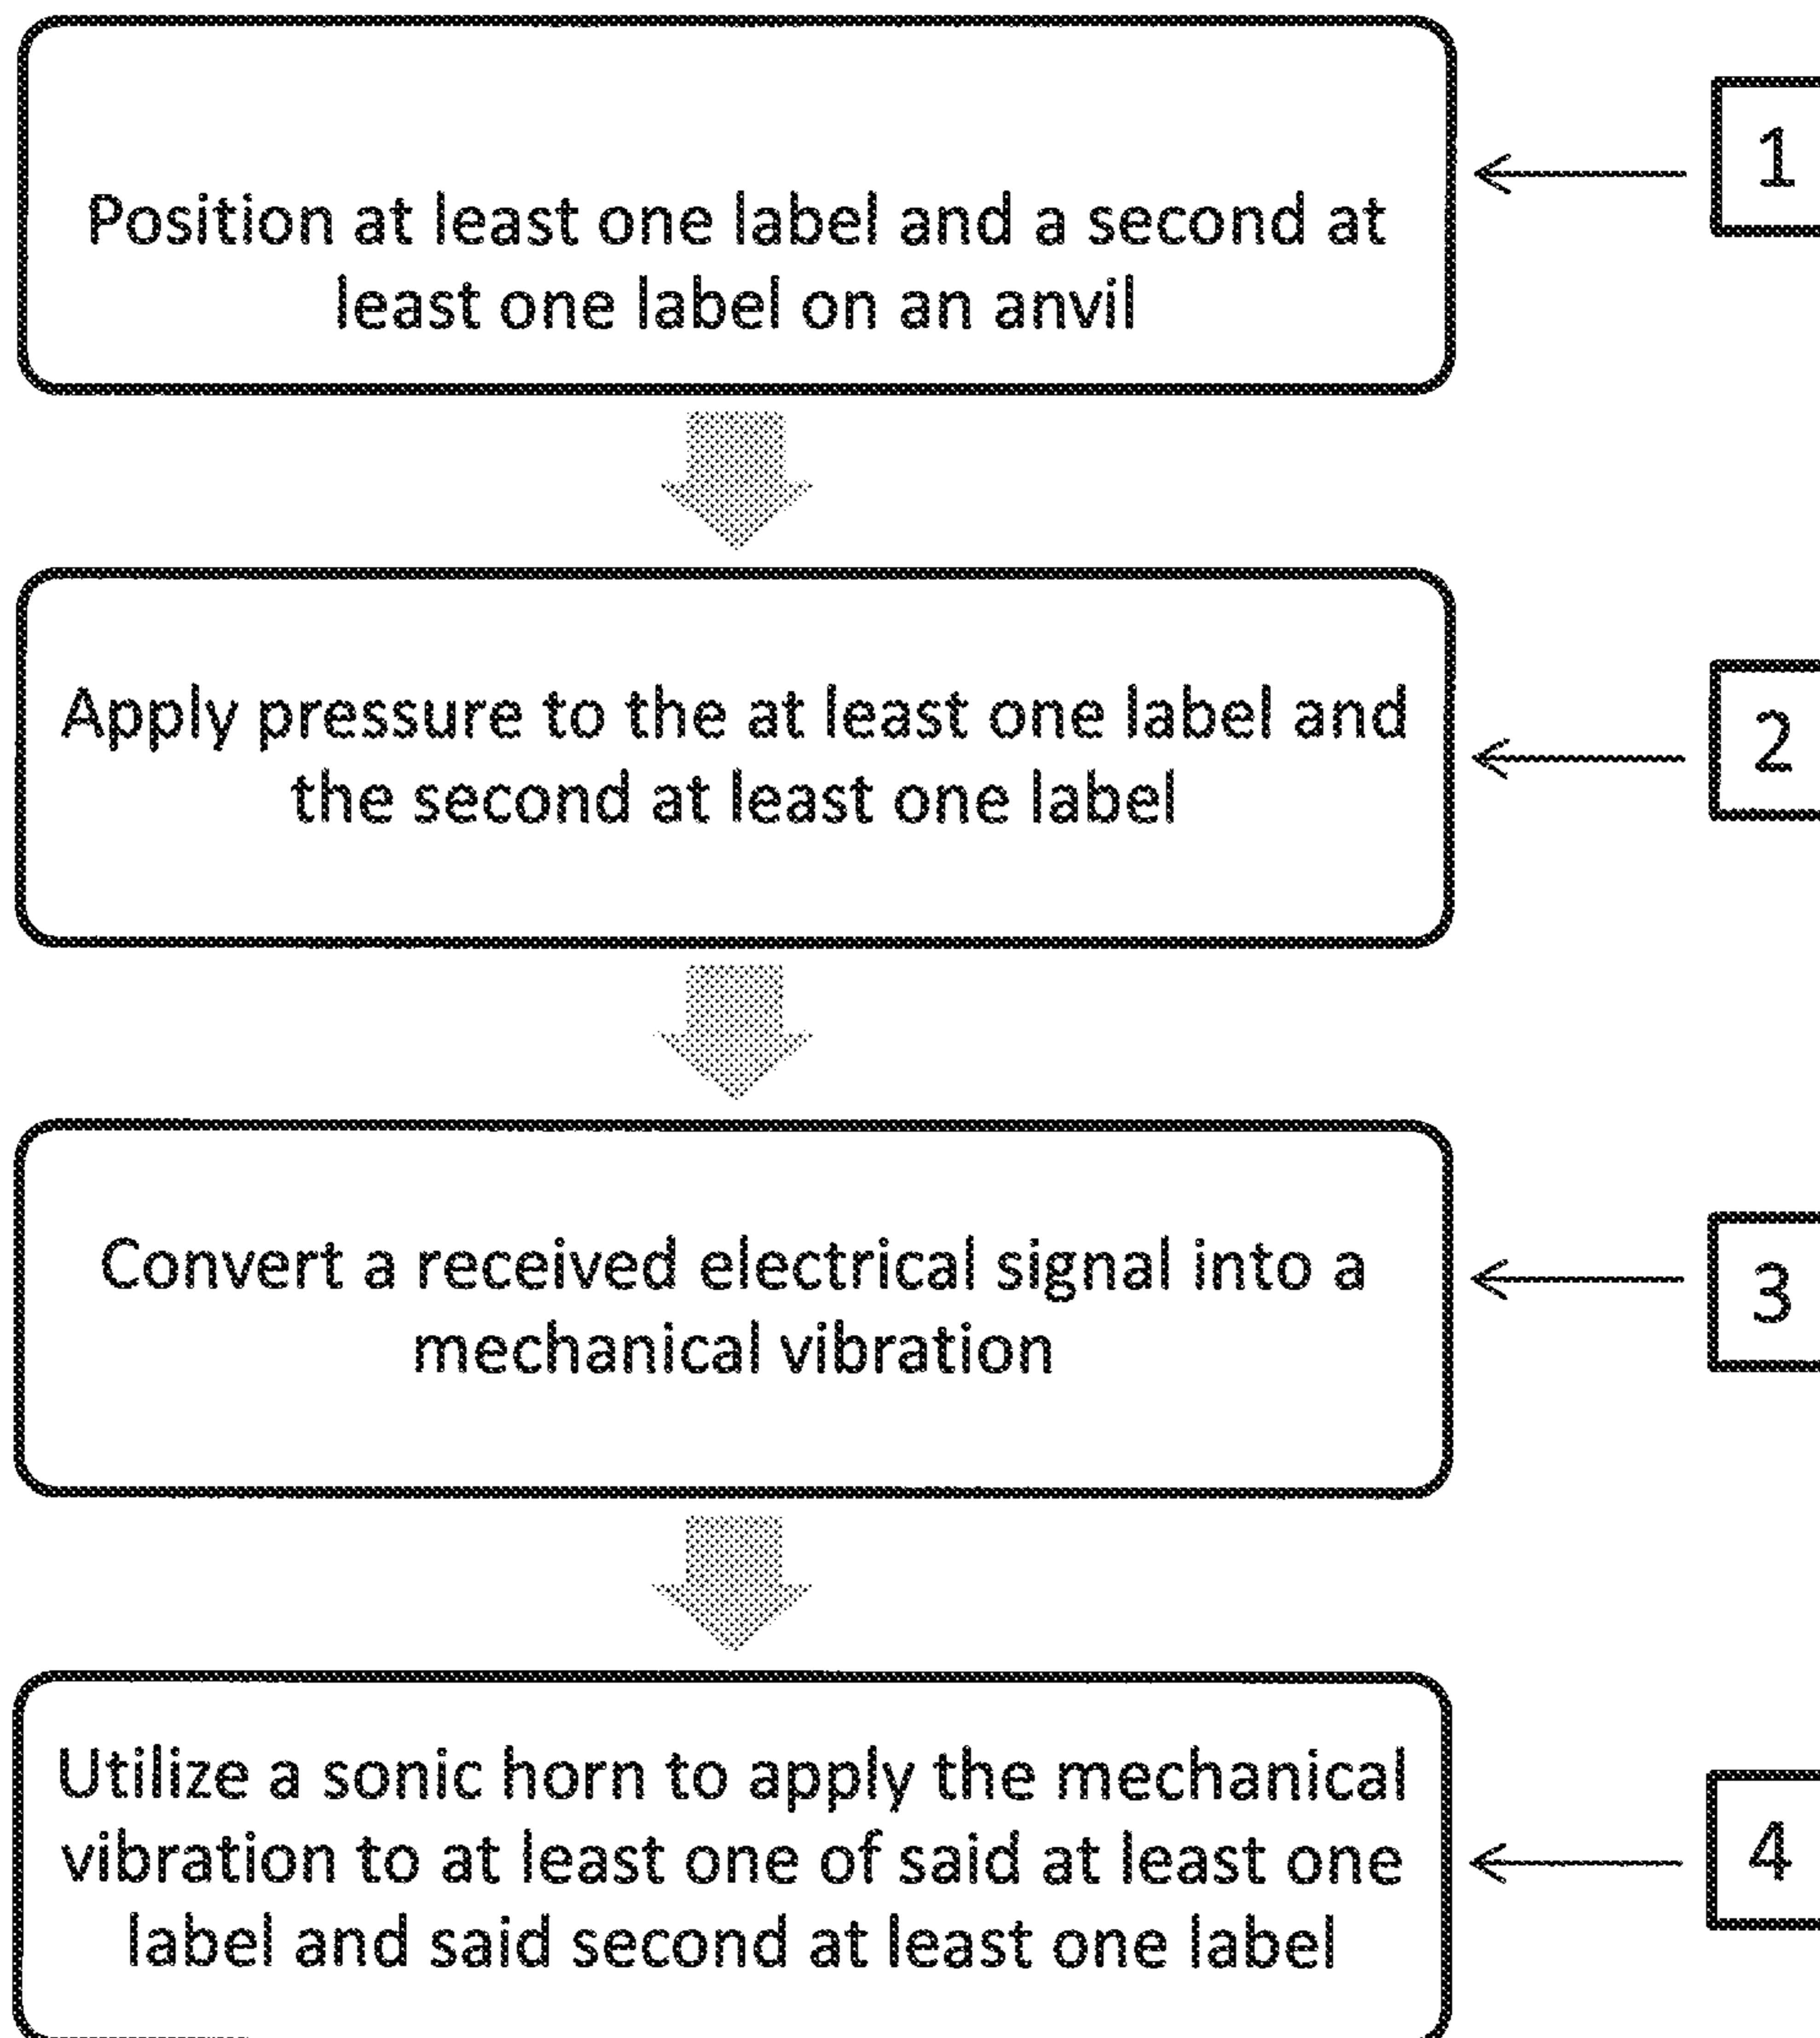 Position at least one label and a second at
least one label on an anvil
1
Apply pressure to the at least one label and
the second at least one label
2
Convert a received electrical signal into a
mechanical vibration
3
Utilize a sonic horn to apply the mechanical
vibration to at least one of said at least one
label and said second at least one label
4